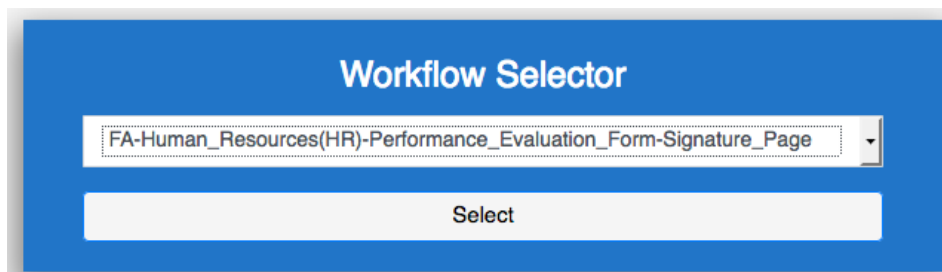 Workflow Selector
FA-Human_Resources(HR)-Performance_Evaluation_Form-Signature_Page
Select